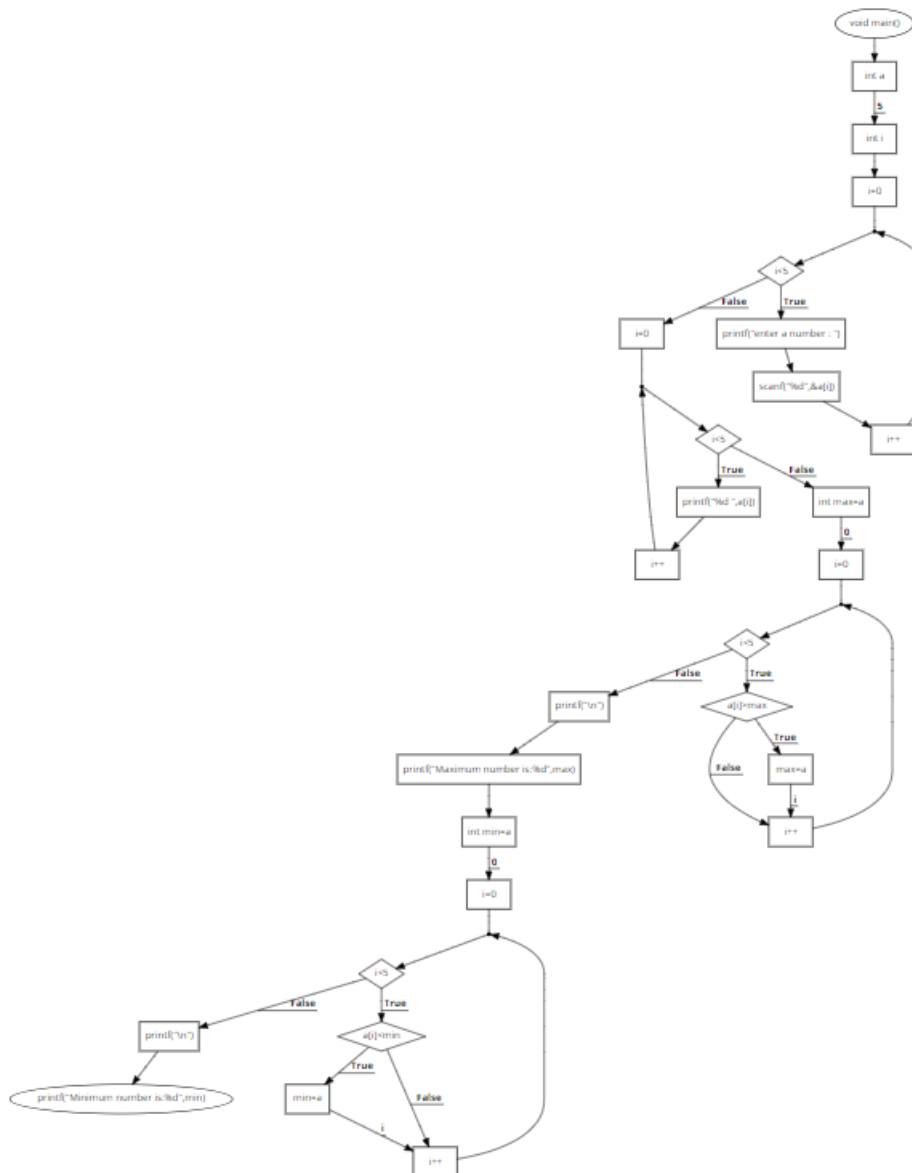 void main()
int a
5
int i
i=0
i<5
False
True
i=0
printf("enter a number : ")
scanf("%d",&a[i])
i++
i<5
True
False
printf("%d ",a[i])
int max=a
0
i++
i=0
i<5
False
True
printf("\n")
a[i]>max
True
False
printf("Maximum number is:%d",max)
max=a
i
int min=a
i++
0
i=0
i<5
False
True
printf("\n")
a[i]<min
True
False
printf("Minimum number is:%d",min)
min=a
i
i++